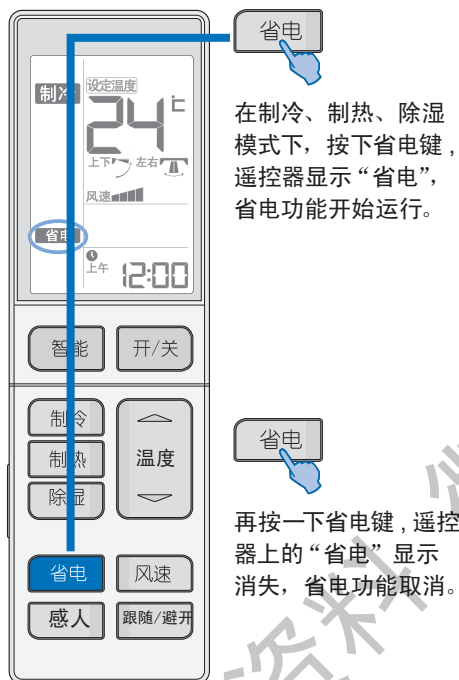 省电
在制冷、制热、除湿
模式下，按下省电键，
遥控器显示“省电”，
省电功能开始运行。
制冷
设定温度
24℃
上下 左右
风速
省电
上午 12:00
智能 开/关
制冷
制热 温度
除湿
省电
再按一下省电键，遥控
器上的“省电”显示
消失，省电功能取消。
省电 风速
感人 跟随/避开
资料